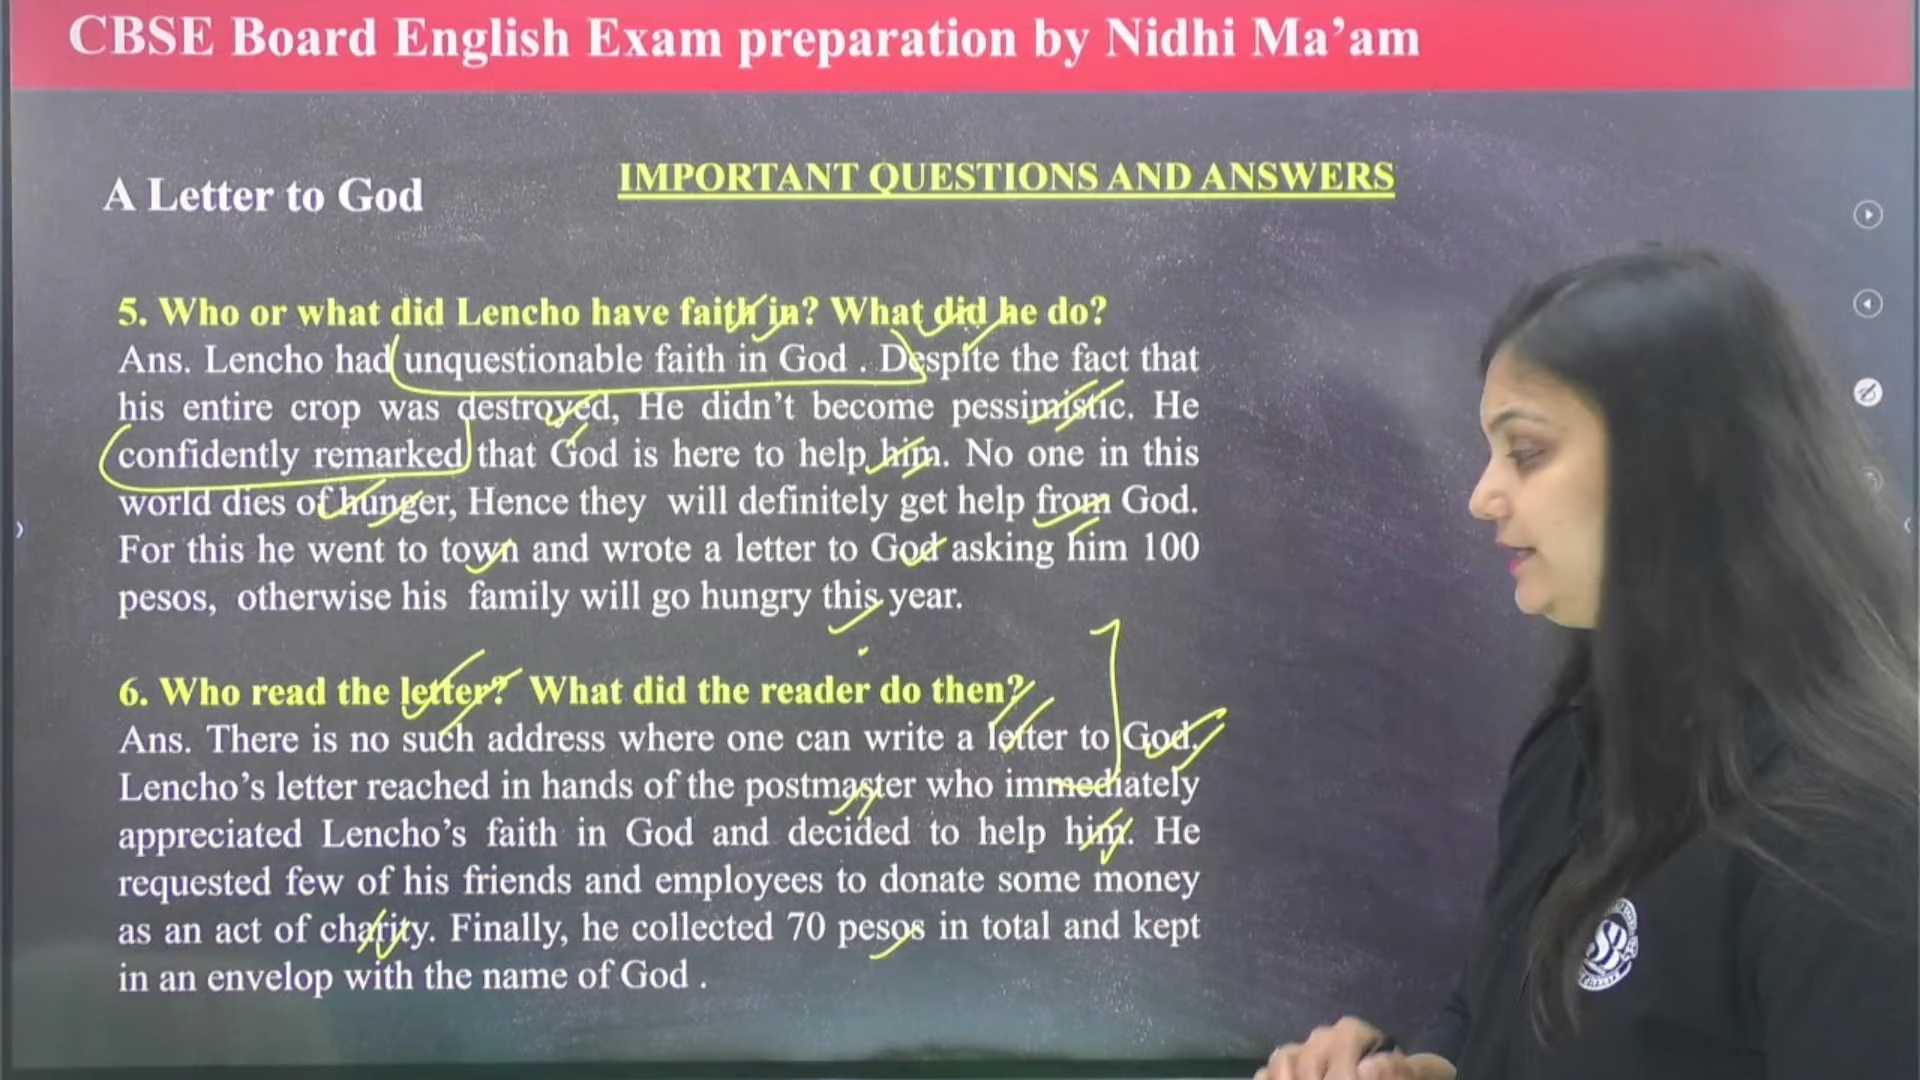 CBSE Board English Exam preparation by Nidhi Ma’am
A Letter to God
IMPORTANT QUESTIONS AND ANSWERS
5. Who or what did Lencho have faith in? What did he do?
Ans. Lencho had unquestionable faith in God . Despite the fact that
his entire crop was destroyed, He didn’t become pessimistic. He
confidently remarked that God is here to help him. No one in this
world dies of hunger, Hence they will definitely get help from God.
For this he went to town and wrote a letter to God asking him 100
pesos, otherwise his family will go hungry this year.
6. Who read the letter? What did the reader do then?
Ans. There is no such address where one can write a letter to God.
Lencho’s letter reached in hands of the postmaster who immediately
appreciated Lencho’s faith in God and decided to help him. He
requested few of his friends and employees to donate some money
as an act of charity. Finally, he collected 70 pesos in total and kept
in an envelop with the name of God .